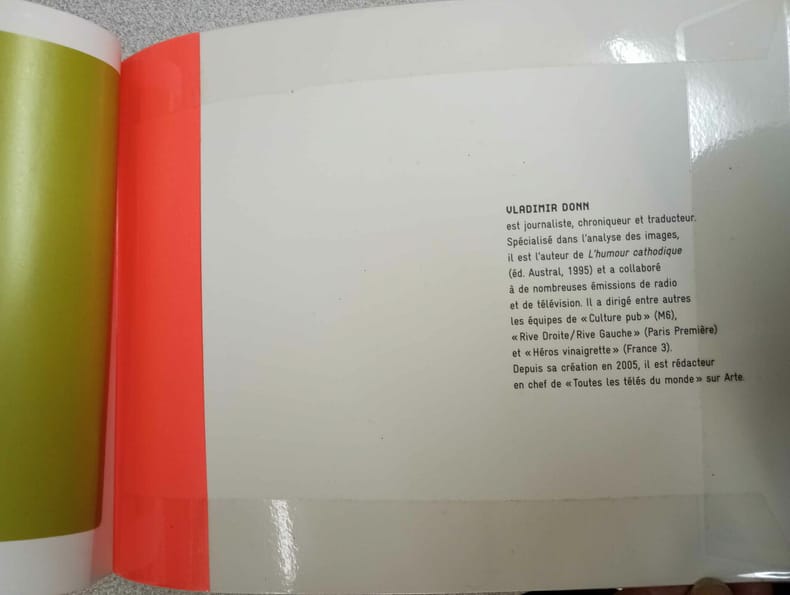 VLADIMIR DONN
est journaliste, chroniqueur et traducteur.
Spécialisé dans l'analyse des images,
il est l'auteur de L'humour cathodique
(éd. Austral, 1995) et a collaboré
à de nombreuses émissions de radio
et de télévision. Il a dirigé entre autres
les équipes de « Culture pub » (M6),
« Rive Droite/Rive Gauche » (Paris Première)
et « Héros vinaigrette » (France 3).
Depuis sa création en 2005, il est rédacteur
en chef de « Toutes les télés du monde » sur Arte.